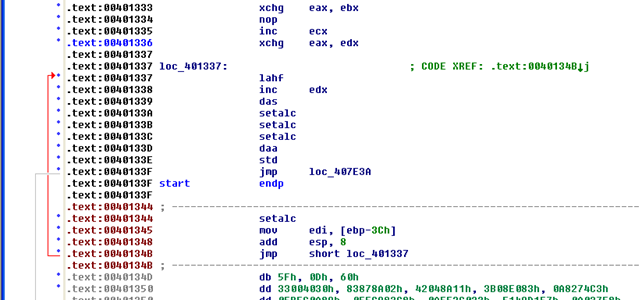 .text:00401333 xchg eax, ebx
.text:00401334 nop
.text:00401335 inc ecx
.text:00401336 xchg eax, edx
.text:00401337
.text:00401337 loc_401337: ; CODE XREF: .text:0040134B↓j
.text:00401337 lahf
.text:00401338 inc edx
.text:00401339 das
.text:0040133A setalc
.text:0040133B setalc
.text:0040133C setalc
.text:0040133D daa
.text:0040133E std
.text:0040133F jmp loc_407E3A
.text:0040133F start endp
.text:0040133F
.text:00401344 ; ---------------------------------------------------------------------------
.text:00401344 setalc
.text:00401345 mov edi, [ebp-3Ch]
.text:00401348 add esp, 8
.text:0040134B jmp short loc_401337
.text:0040134B ; ---------------------------------------------------------------------------
.text:0040134D db 5Fh, 0Dh, 60h
.text:00401350 dd 33004030h, 83878A02h, 42048A11h, 3B08E083h, 0A8274C3h